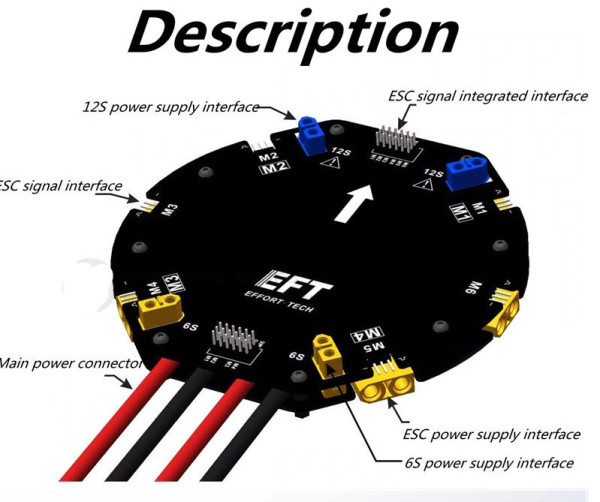 Description
12S power supply interface
ESC signal integrated interface
M2
M2
12S
12S
ESC signal interface
M3
M1
M1
M4
M3
EFT
EFFORT TECH
M6
6S
6S
M4
M5
Main power connector
ESC power supply interface
6S power supply interface